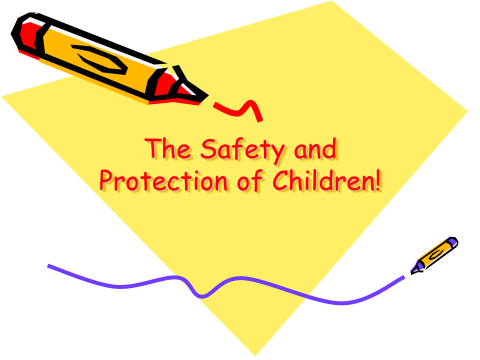 The Safety and
Protection of Children!